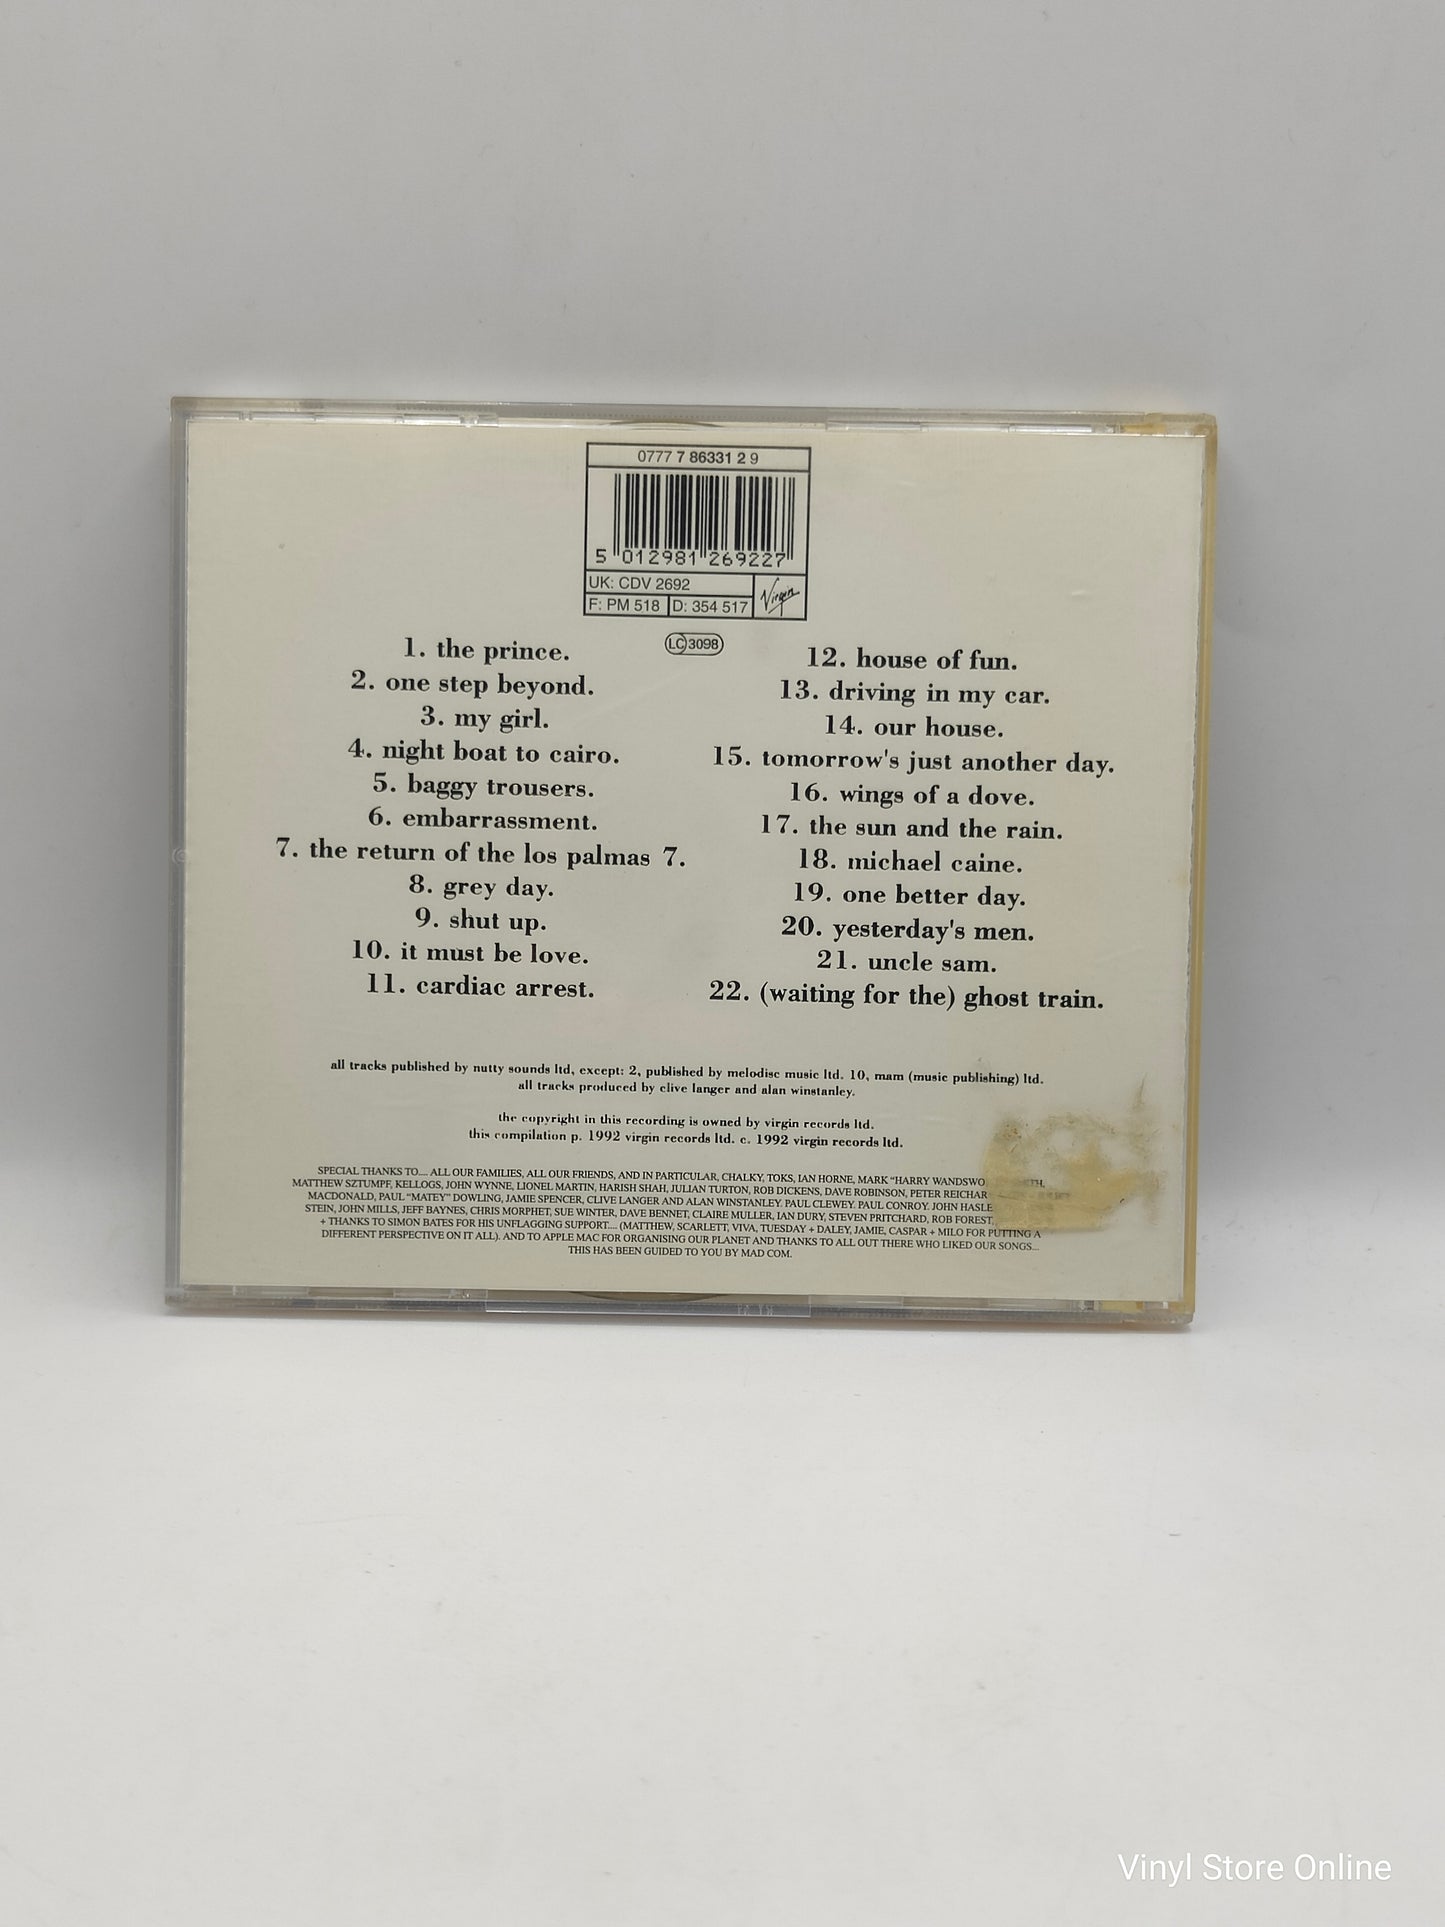 0777 7 86331 2 9
5 012981 269227
UK: CDV 2692
F: PM 518 D: 354 517
Virgin
LC 3098
1. the prince.
2. one step beyond.
3. my girl.
4. night boat to cairo.
5. baggy trousers.
6. embarrassment.
7. the return of the los palmas 7.
8. grey day.
9. shut up.
10. it must be love.
11. cardiac arrest.
12. house of fun.
13. driving in my car.
14. our house.
15. tomorrow's just another day.
16. wings of a dove.
17. the sun and the rain.
18. michael caine.
19. one better day.
20. yesterday's men.
21. uncle sam.
22. (waiting for the) ghost train.
all tracks published by nutty sounds ltd, except: 2, published by melodisc music ltd. 10, mam (music publishing) ltd.
all tracks produced by clive langer and alan winstanley.
the copyright in this recording is owned by virgin records ltd.
this compilation p. 1992 virgin records ltd. c. 1992 virgin records ltd.
SPECIAL THANKS TO.... ALL OUR FAMILIES, ALL OUR FRIENDS, AND IN PARTICULAR, CHALKY, TOKS, IAN HORNE, MARK "HARRY
MATTHEW SZTUMPF, KELLOGS, JOHN WYNNE, LIONEL MARTIN, HARISH SHAH, JULIAN TURTON, ROB DICKENS, DAVE ROBINSON, PETER
MACDONALD, PAUL "MATEY" DOWLING, JAMIE SPENCER, CLIVE LANGER AND ALAN WINSTANLEY. PAUL CLEWEY. PAUL CONROY. JOHN
STEIN, JOHN MILLS, JEFF BAYNES, CHRIS MORPHET, SUE WINTER, DAVE BENNET, CLAIRE MULLER, IAN DURY, STEVEN PRITCHARD, ROB FOREST,
+ THANKS TO SIMON BATES FOR HIS UNFLAGGING SUPPORT.... (MATTHEW, SCARLETT, VIVA, TUESDAY + DALEY, JAMIE, CASPAR + MILO FOR PUTTING A
DIFFERENT PERSPECTIVE ON IT ALL). AND TO APPLE MAC FOR ORGANISING OUR PLANET AND THANKS TO ALL OUT THERE WHO LIKED OUR SONGS...
THIS HAS BEEN GUIDED TO YOU BY MAD COM.
Vinyl Store Online